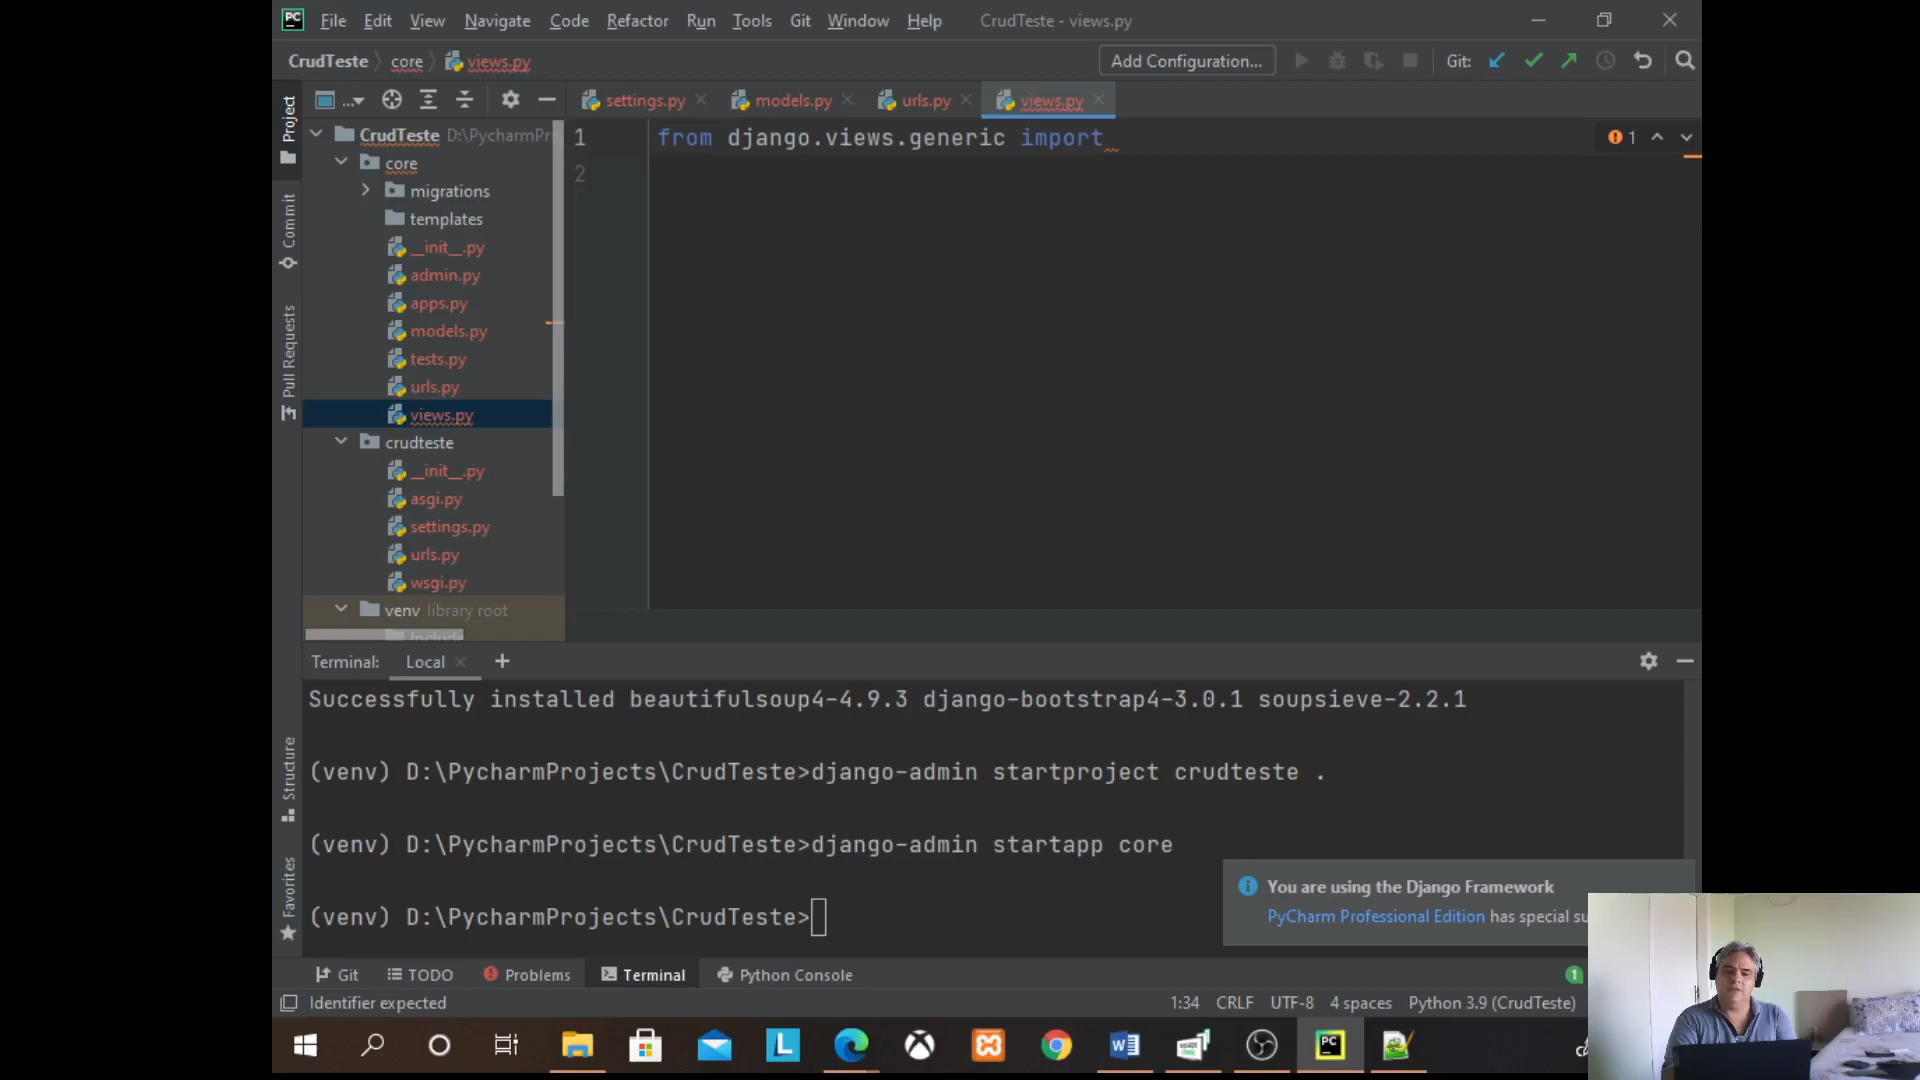 PC File Edit View Navigate Code Refactor Run Tools Git Window Help CrudTeste - views.py
CrudTeste core views.py Add Configuration... Git:
Project
Commit
Pull Requests
Structure
Favorites
... settings.py models.py urls.py views.py
CrudTeste D:\PycharmPr
core
migrations
templates
__init__.py
admin.py
apps.py
models.py
tests.py
urls.py
views.py
crudteste
__init__.py
asgi.py
settings.py
urls.py
wsgi.py
venv library root
Include
1 from django.views.generic import
2
1
Terminal: Local
Successfully installed beautifulsoup4-4.9.3 django-bootstrap4-3.0.1 soupsieve-2.2.1
(venv) D:\PycharmProjects\CrudTeste>django-admin startproject crudteste .
(venv) D:\PycharmProjects\CrudTeste>django-admin startapp core
(venv) D:\PycharmProjects\CrudTeste>
You are using the Django Framework
PyCharm Professional Edition has special su
Git TODO Problems Terminal Python Console 1
Identifier expected 1:34 CRLF UTF-8 4 spaces Python 3.9 (CrudTeste)
L W PC